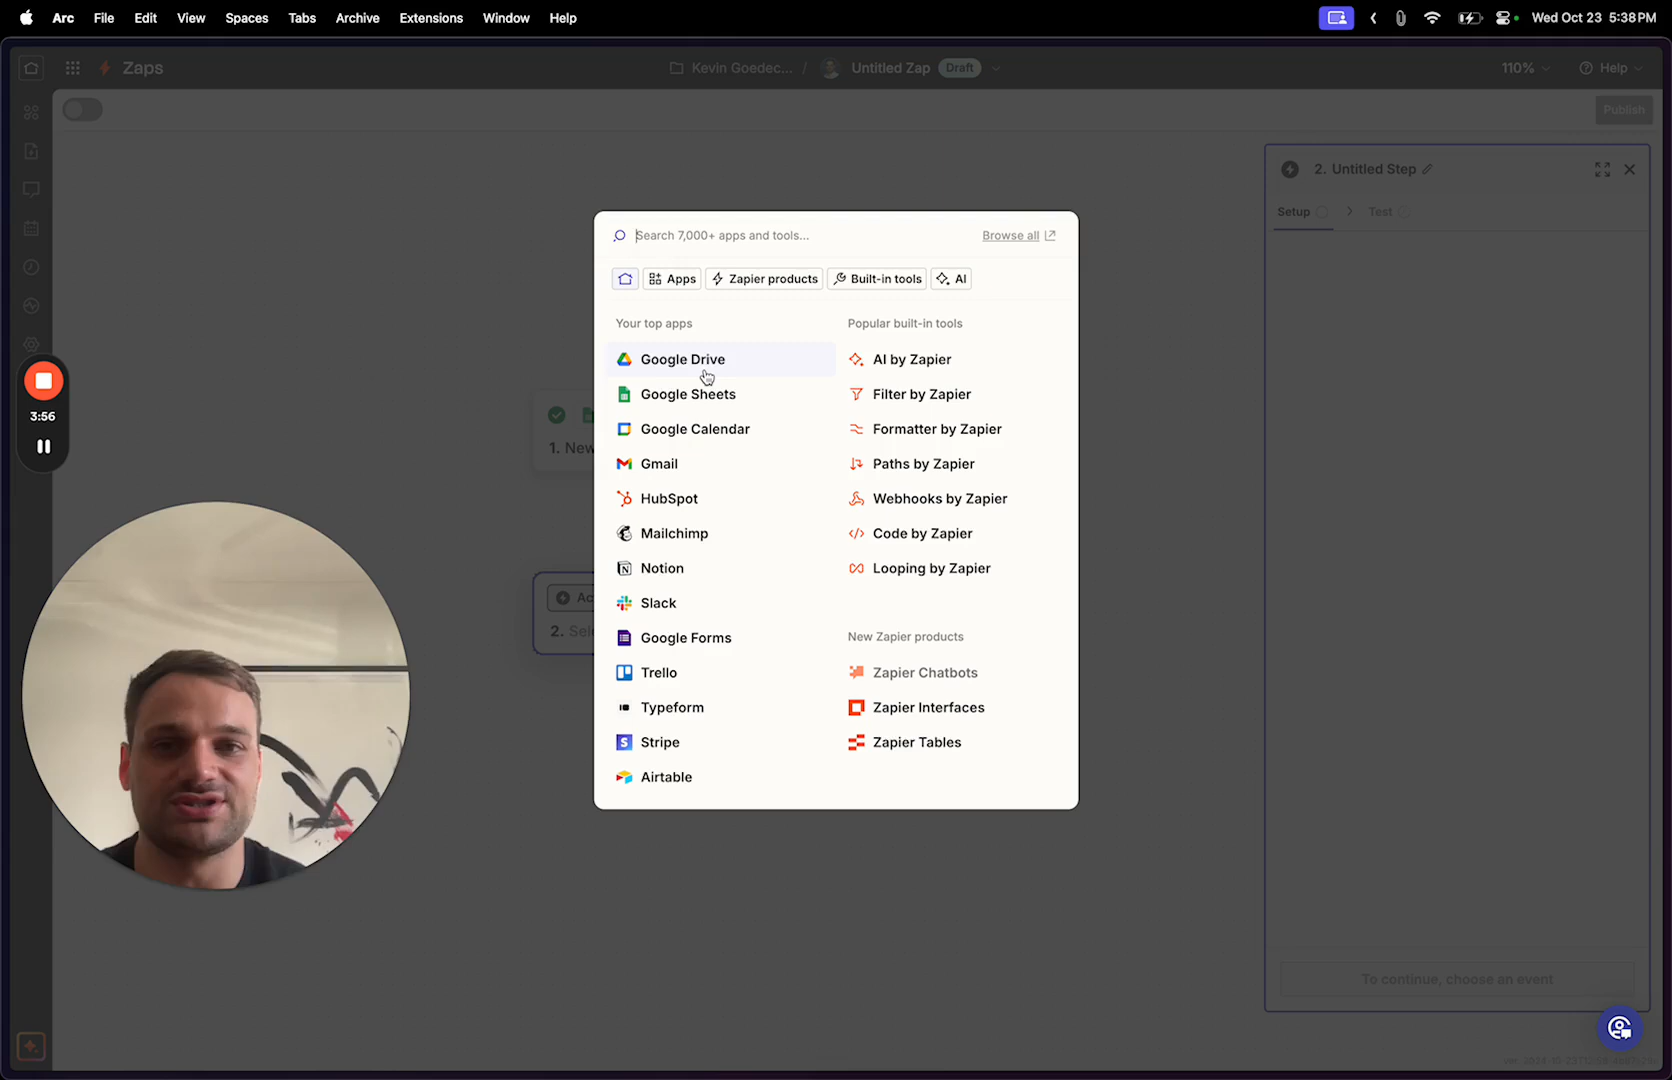 Arc File Edit View Spaces Tabs Archive Extensions Window Help Wed Oct 23 5:38 PM
Zaps Kevin Goedec... / Untitled Zap Draft 110% Help
Publish
2. Untitled Step
Setup Test
Search 7,000+ apps and tools... Browse all
Apps Zapier products Built-in tools AI
Your top apps
Google Drive
Google Sheets
Google Calendar
Gmail
HubSpot
Mailchimp
Notion
Slack
Google Forms
Trello
Typeform
Stripe
Airtable
Popular built-in tools
AI by Zapier
Filter by Zapier
Formatter by Zapier
Paths by Zapier
Webhooks by Zapier
Code by Zapier
Looping by Zapier
New Zapier products
Zapier Chatbots
Zapier Interfaces
Zapier Tables
3:56
1. New
Ac
2. Sel
To continue, choose an event